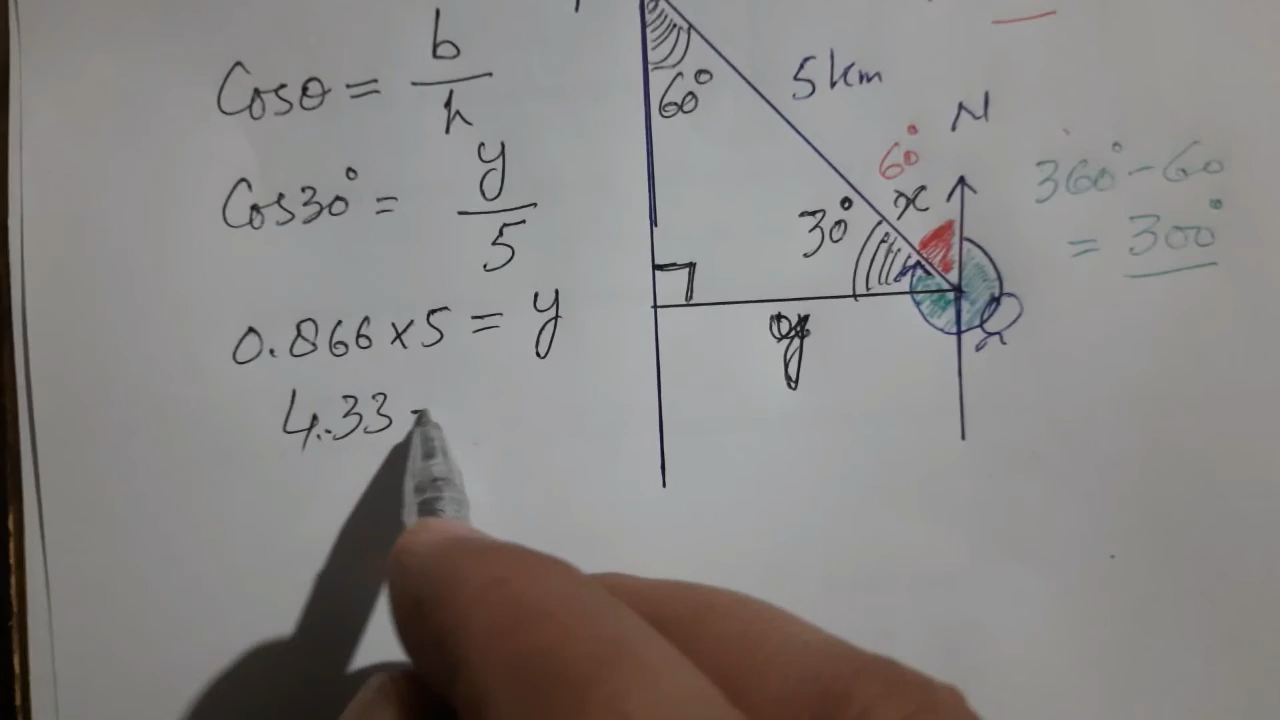 Cosθ = b/h
Cos30° = y/5
0.866 × 5 = y
4.33 =
60°
5km
N
60°
x
30°
y
360° - 60
= 300°